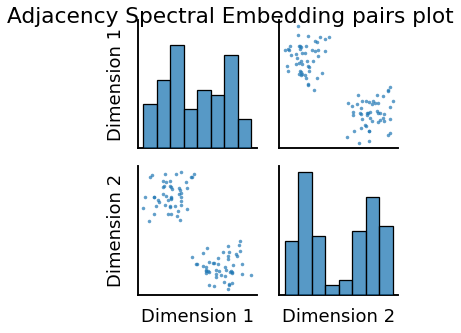 Adjacency Spectral Embedding pairs plot
Dimension 1
Dimension 2
Dimension 1
Dimension 2